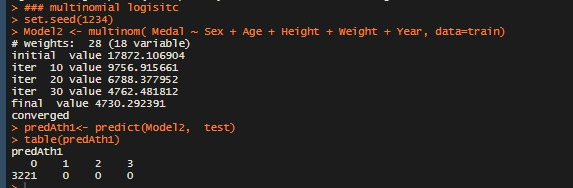 > ### multinomial logisitc
> set.seed(1234)
> Model2 <- multinom( Medal ~ Sex + Age + Height + Weight + Year, data=train)
# weights:  28 (18 variable)
initial  value 17872.106904
iter  10 value 9756.915661
iter  20 value 6788.377952
iter  30 value 4762.481812
final  value 4730.292391
converged
> predAth1<- predict(Model2,  test)
> table(predAth1)
predAth1
   0    1    2    3
3221    0    0    0
>